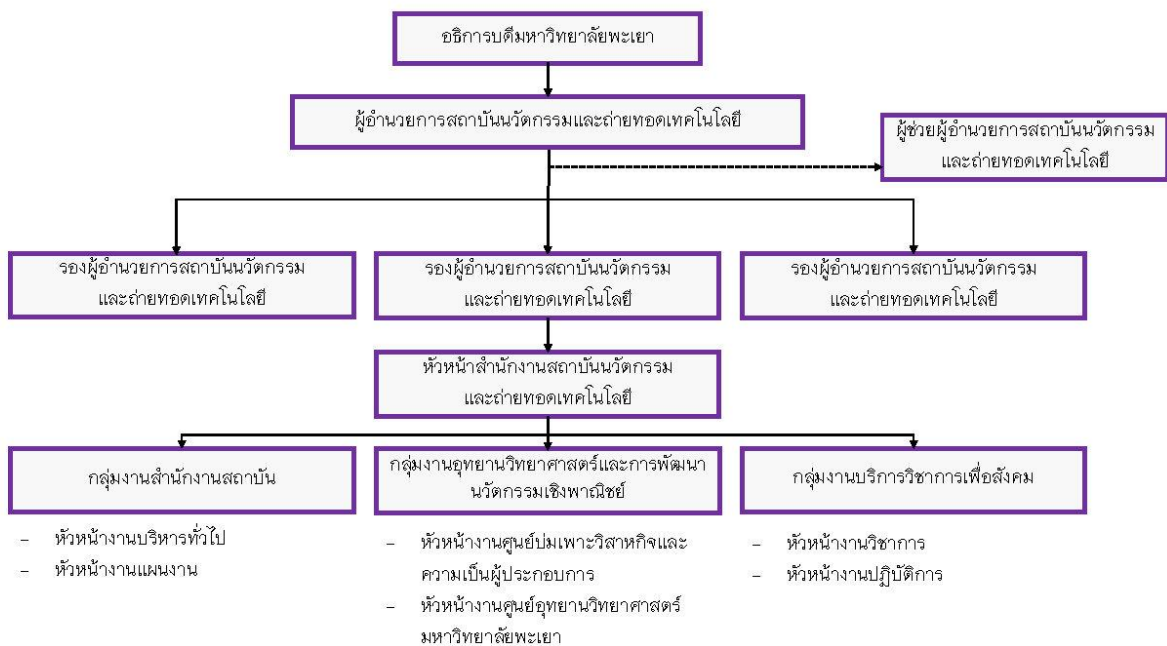 อธิการบดีมหาวิทยาลัยพะเยา
ผู้อำนวยการสถาบันนวัตกรรมและถ่ายทอดเทคโนโลยี
ผู้ช่วยผู้อำนวยการสถาบันนวัตกรรม
และถ่ายทอดเทคโนโลยี
รองผู้อำนวยการสถาบันนวัตกรรม
และถ่ายทอดเทคโนโลยี
รองผู้อำนวยการสถาบันนวัตกรรม
และถ่ายทอดเทคโนโลยี
รองผู้อำนวยการสถาบันนวัตกรรม
และถ่ายทอดเทคโนโลยี
หัวหน้าสำนักงานสถาบันนวัตกรรม
และถ่ายทอดเทคโนโลยี
กลุ่มงานสำนักงานสถาบัน
- หัวหน้างานบริหารทั่วไป
- หัวหน้างานแผนงาน
กลุ่มงานอุทยานวิทยาศาสตร์และการพัฒนา
นวัตกรรมเชิงพาณิชย์
- หัวหน้างานศูนย์บ่มเพาะวิสาหกิจและ
ความเป็นผู้ประกอบการ
- หัวหน้างานศูนย์อุทยานวิทยาศาสตร์
มหาวิทยาลัยพะเยา
กลุ่มงานบริการวิชาการเพื่อสังคม
- หัวหน้างานวิชาการ
- หัวหน้างานปฏิบัติการ